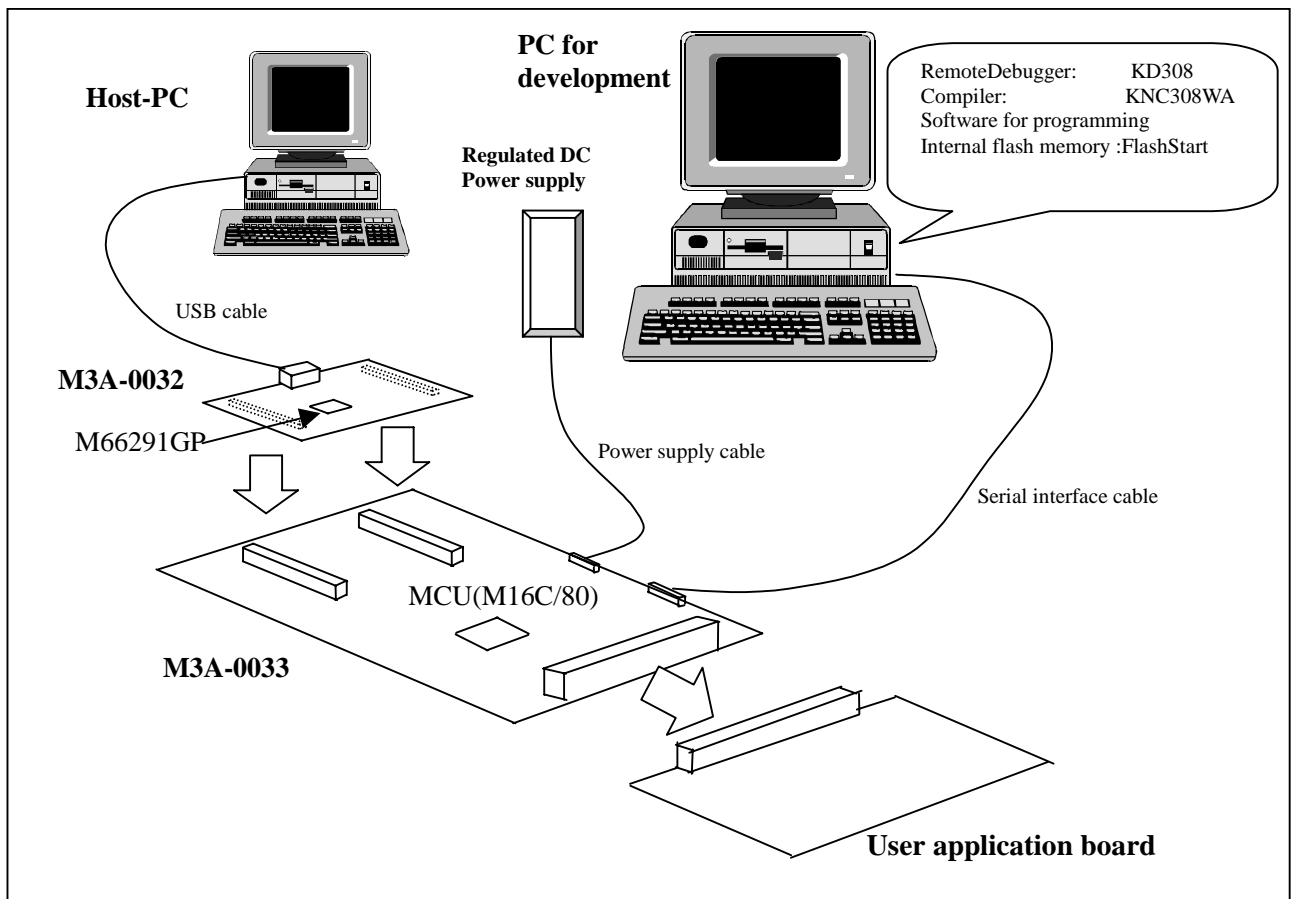 Host-PC
PC for
development
RemoteDebugger: KD308
Compiler: KNC308WA
Software for programming
Internal flash memory :FlashStart
Regulated DC
Power supply
USB cable
M3A-0032
M66291GP
Power supply cable
Serial interface cable
MCU(M16C/80)
M3A-0033
User application board